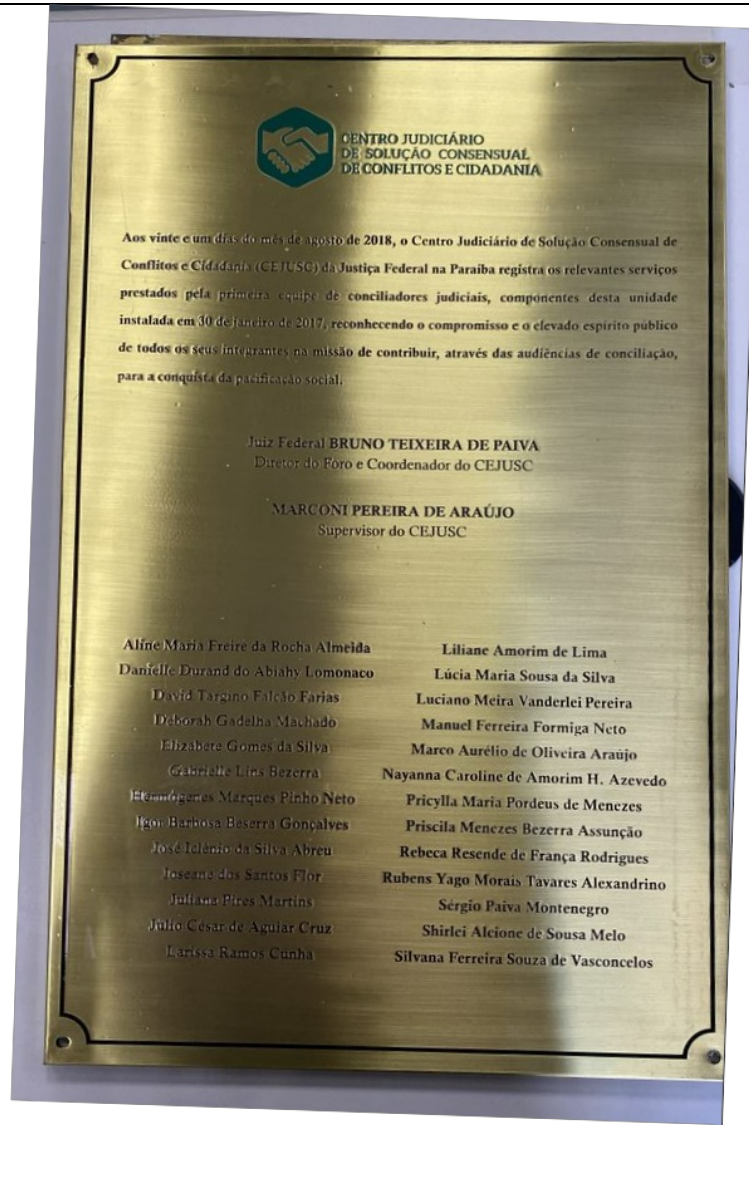 CENTRO JUDICIÁRIO
DE SOLUÇÃO CONSENSUAL
DE CONFLITOS E CIDADANIA
Aos vinte e um dias do mês de agosto de 2018, o Centro Judiciário de Solução Consensual de
Conflitos e Cidadania (CEJUSC) da Justiça Federal na Paraíba registra os relevantes serviços
prestados pela primeira equipe de conciliadores judiciais, componentes desta unidade
instalada em 30 de janeiro de 2017, reconhecendo o compromisso e o elevado espírito público
de todos os seus integrantes na missão de contribuir, através das audiências de conciliação,
para a conquista da pacificação social.
Juiz Federal BRUNO TEIXEIRA DE PAIVA
Diretor do Foro e Coordenador do CEJUSC
MARCONI PEREIRA DE ARAÚJO
Supervisor do CEJUSC
Aline Maria Freire da Rocha Almeida
Danielle Durand do Abiahy Lomonaco
David Targino Falcão Farias
Déborah Gadelha Machado
Elizabete Gomes da Silva
Gabrielle Lins Bezerra
Hermógenes Marques Pinho Neto
Igor Barbosa Beserra Gonçalves
José Iclênio da Silva Abreu
Joseane dos Santos Flor
Juliana Pires Martins
Júlio César de Aguiar Cruz
Larissa Ramos Cunha
Liliane Amorim de Lima
Lúcia Maria Sousa da Silva
Luciano Meira Vanderlei Pereira
Manuel Ferreira Formiga Neto
Marco Aurélio de Oliveira Araújo
Nayanna Caroline de Amorim H. Azevedo
Pricylla Maria Pordeus de Menezes
Priscila Menezes Bezerra Assunção
Rebeca Resende de França Rodrigues
Rubens Yago Morais Tavares Alexandrino
Sérgio Paiva Montenegro
Shirlei Alcione de Sousa Melo
Silvana Ferreira Souza de Vasconcelos